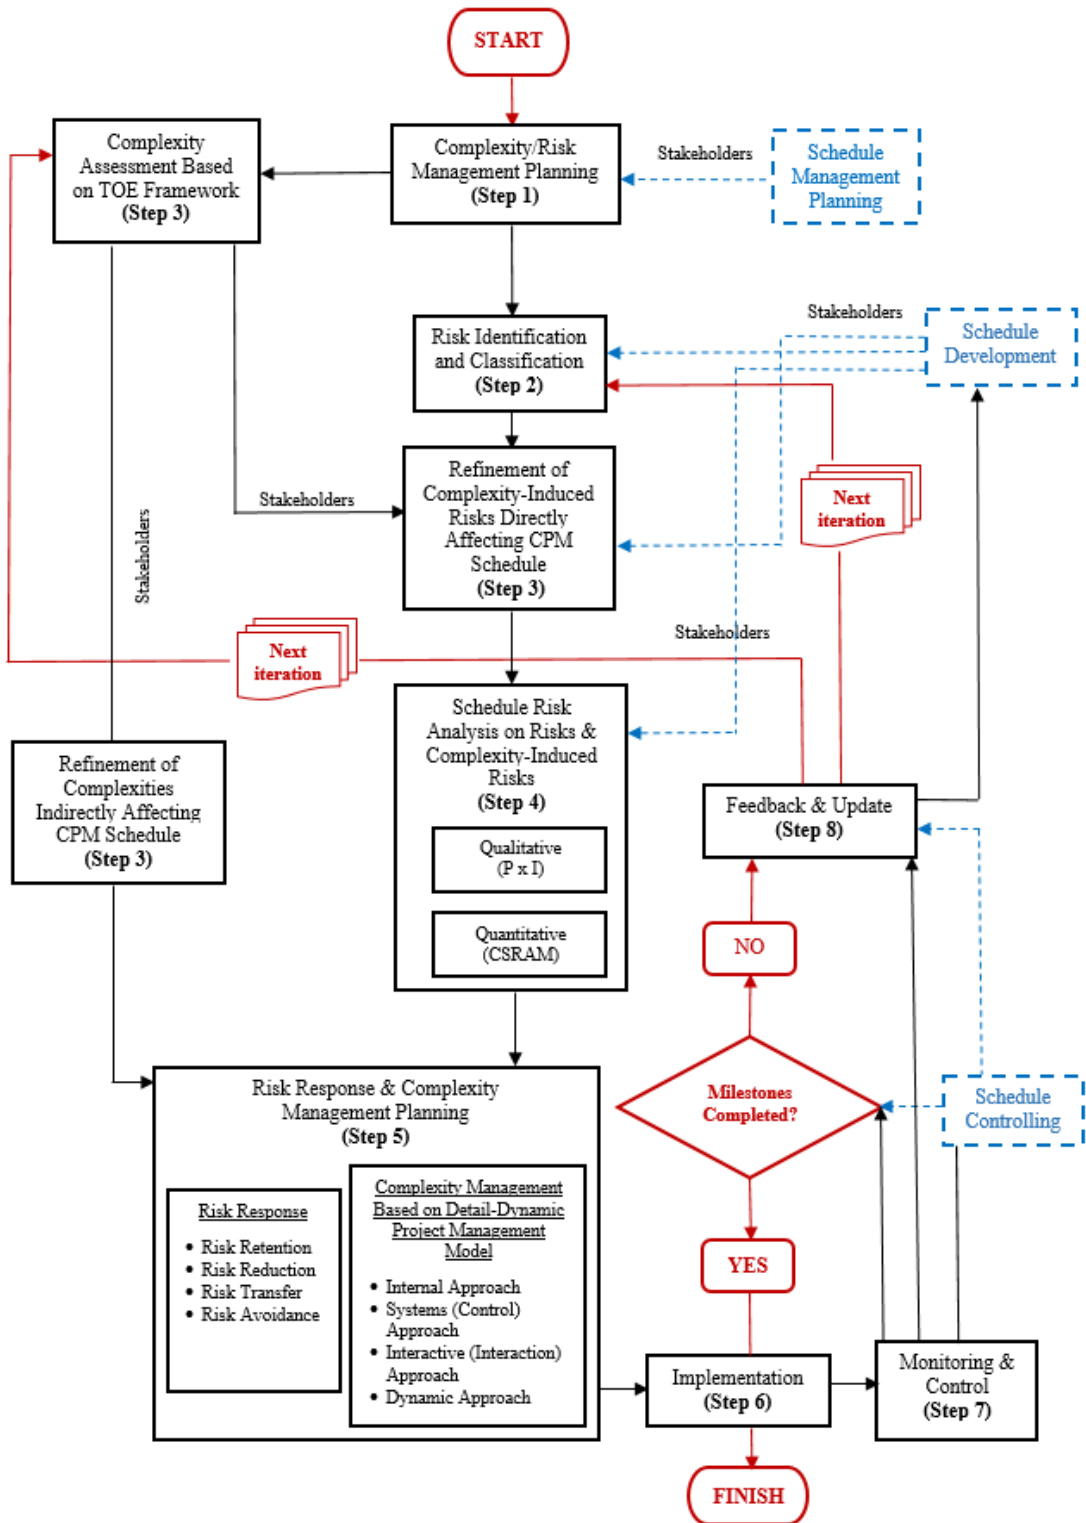 START
Complexity
Assessment Based
on TOE Framework
(Step 3)
Complexity/Risk
Management Planning
(Step 1)
Stakeholders
Schedule
Management
Planning
Risk Identification
and Classification
(Step 2)
Stakeholders
Schedule
Development
Refinement of
Complexity-Induced
Risks Directly
Affecting CPM
Schedule
(Step 3)
Stakeholders
Stakeholders
Next
iteration
Next
iteration
Stakeholders
Schedule Risk
Analysis on Risks &
Complexity-Induced
Risks
(Step 4)
Qualitative
(P x I)
Quantitative
(CSRAM)
Refinement of
Complexities
Indirectly Affecting
CPM Schedule
(Step 3)
Feedback & Update
(Step 8)
NO
Milestones
Completed?
Schedule
Controlling
YES
Risk Response & Complexity
Management Planning
(Step 5)
Risk Response
• Risk Retention
• Risk Reduction
• Risk Transfer
• Risk Avoidance
Complexity Management
Based on Detail-Dynamic
Project Management
Model
• Internal Approach
• Systems (Control)
Approach
• Interactive (Interaction)
Approach
• Dynamic Approach
Implementation
(Step 6)
Monitoring &
Control
(Step 7)
FINISH